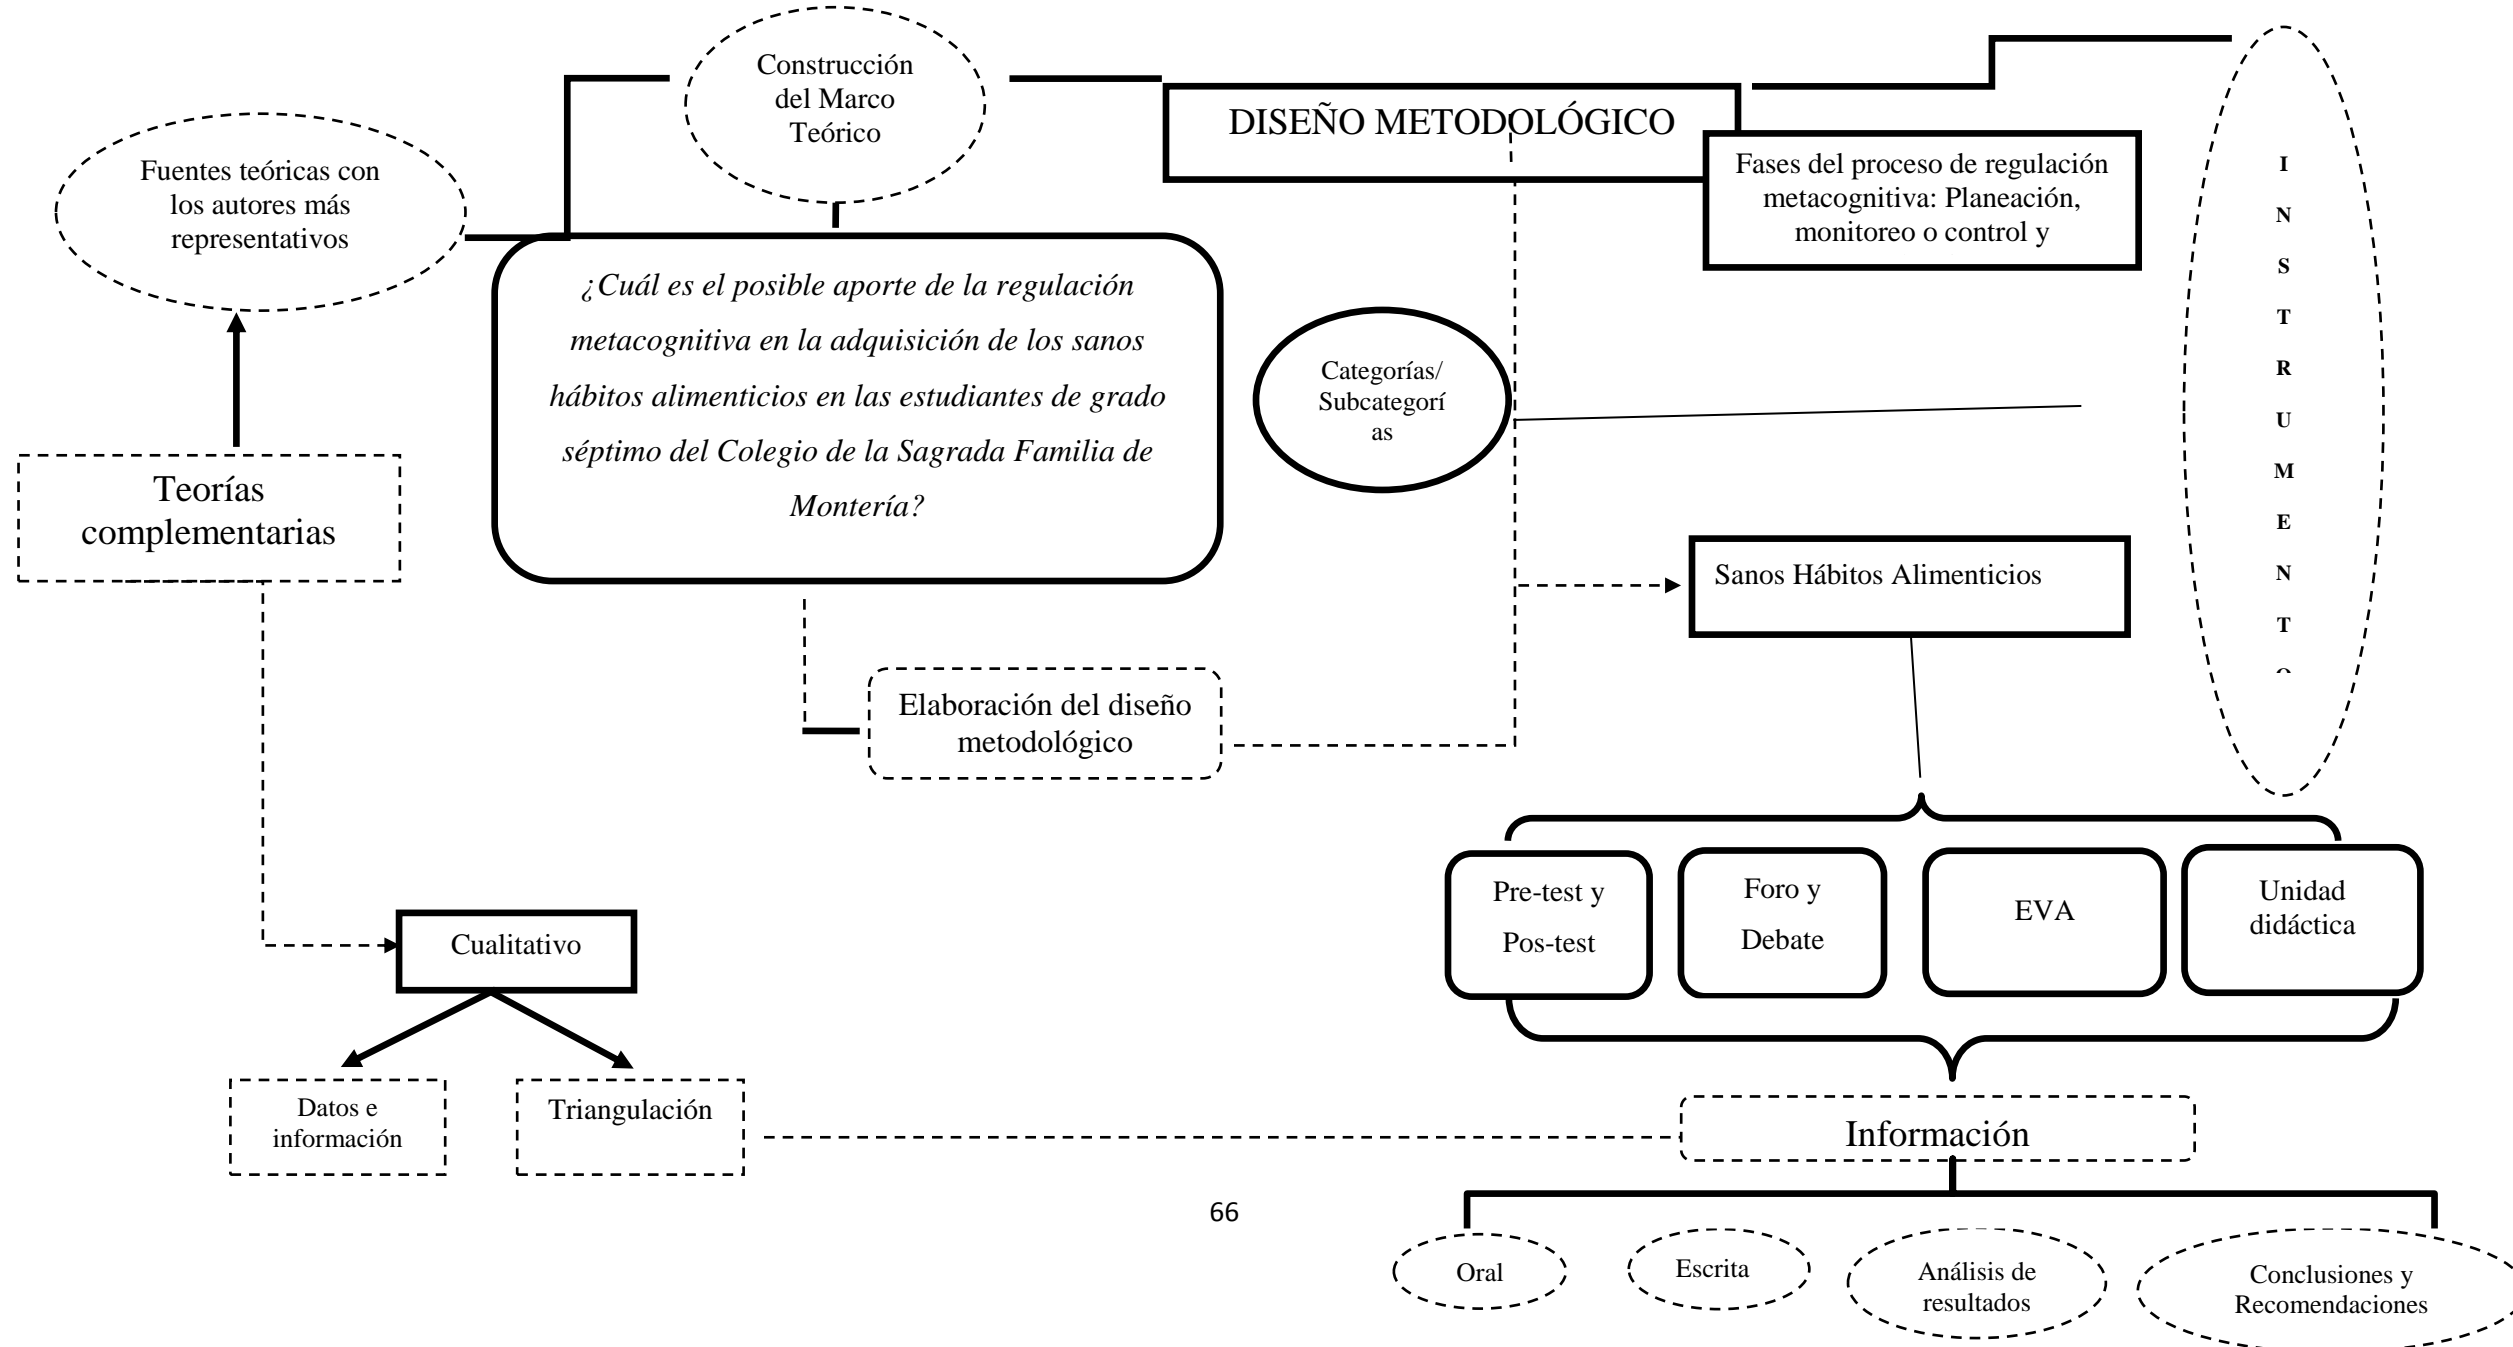 Construcción
del Marco
Teórico
DISEÑO METODOLÓGICO
Fuentes teóricas con
los autores más
representativos
Fases del proceso de regulación
metacognitiva: Planeación,
monitoreo o control y
I
N
S
T
R
U
M
E
N
T
O
¿Cuál es el posible aporte de la regulación
metacognitiva en la adquisición de los sanos
hábitos alimenticios en las estudiantes de grado
séptimo del Colegio de la Sagrada Familia de
Montería?
Categorías/
Subcategorí
as
Teorías
complementarias
Sanos Hábitos Alimenticios
Elaboración del diseño
metodológico
Pre-test y
Pos-test
Foro y
Debate
EVA
Unidad
didáctica
Cualitativo
Datos e
información
Triangulación
Información
66
Oral
Escrita
Análisis de
resultados
Conclusiones y
Recomendaciones